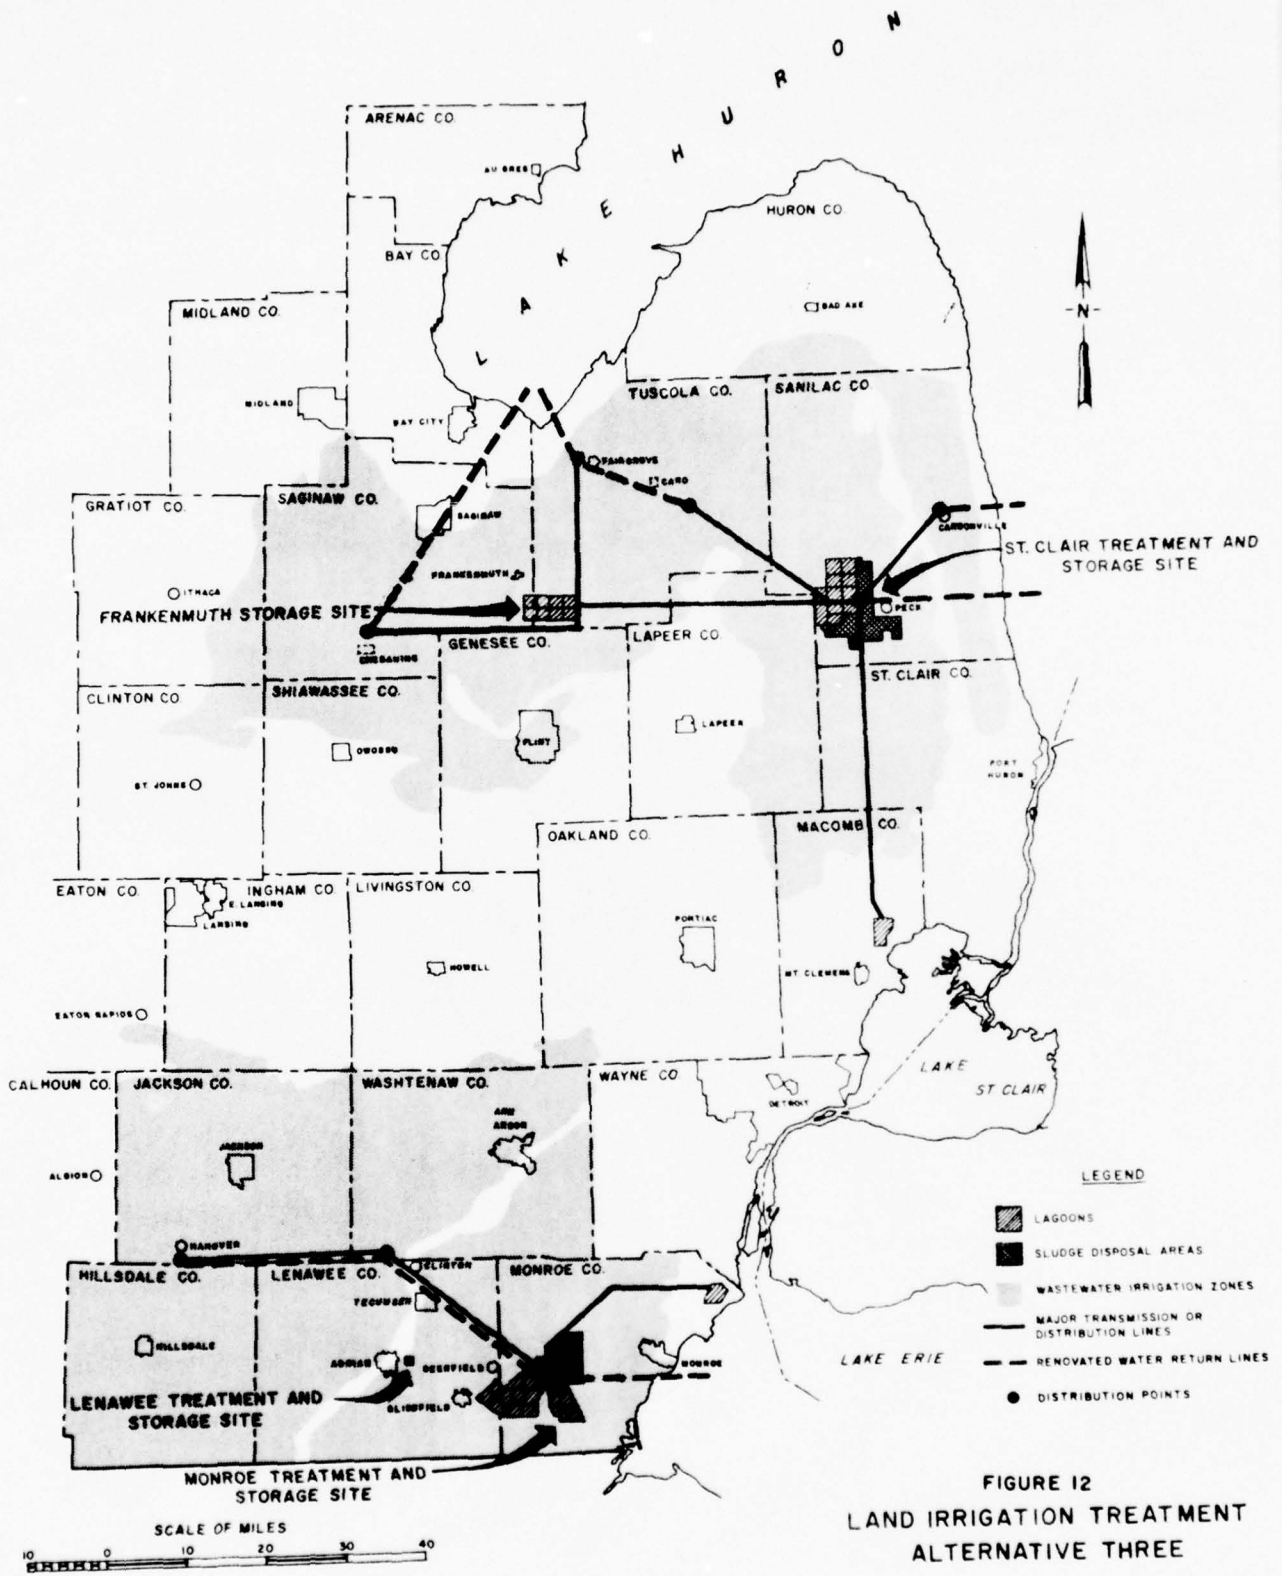 LAKE HURON
ARENAC CO.
AU GRES
HURON CO.
BAY CO.
BAD AXE
MIDLAND CO.
-N-
TUSCOLA CO.
SANILAC CO.
MIDLAND
BAY CITY
FAIRGROVE
CARO
GRATIOT CO.
SAGINAW CO.
SAGINAW
CARSONVILLE
ST. CLAIR TREATMENT AND
STORAGE SITE
FRANKENMUTH
ITHACA
FRANKENMUTH STORAGE SITE
PECK
GENESEE CO.
LAPEER CO.
CHESANING
CLINTON CO.
SHIAWASSEE CO.
ST. CLAIR CO.
LAPEER
FLINT
OWOSSO
PORT
HURON
ST. JOHNS
OAKLAND CO.
MACOMB CO.
EATON CO.
INGHAM CO.
LIVINGSTON CO.
E. LANSING
LANSING
PONTIAC
HOWELL
MT CLEMENS
EATON RAPIDS
LAKE
ST CLAIR
CALHOUN CO.
JACKSON CO.
WASHTENAW CO.
WAYNE CO.
DETROIT
ANN
ARBOR
JACKSON
ALBION
LEGEND
LAGOONS
SLUDGE DISPOSAL AREAS
WASTEWATER IRRIGATION ZONES
MAJOR TRANSMISSION OR
DISTRIBUTION LINES
RENOVATED WATER RETURN LINES
DISTRIBUTION POINTS
HANOVER
HILLSDALE CO.
LENAWEE CO.
CLINTON
MONROE CO.
TECUMSEH
HILLSDALE
ADRIAN
DEERFIELD
MONROE
LAKE ERIE
LENAWEE TREATMENT AND
STORAGE SITE
BLISSFIELD
MONROE TREATMENT AND
STORAGE SITE
SCALE OF MILES
10 0 10 20 30 40
FIGURE 12
LAND IRRIGATION TREATMENT
ALTERNATIVE THREE